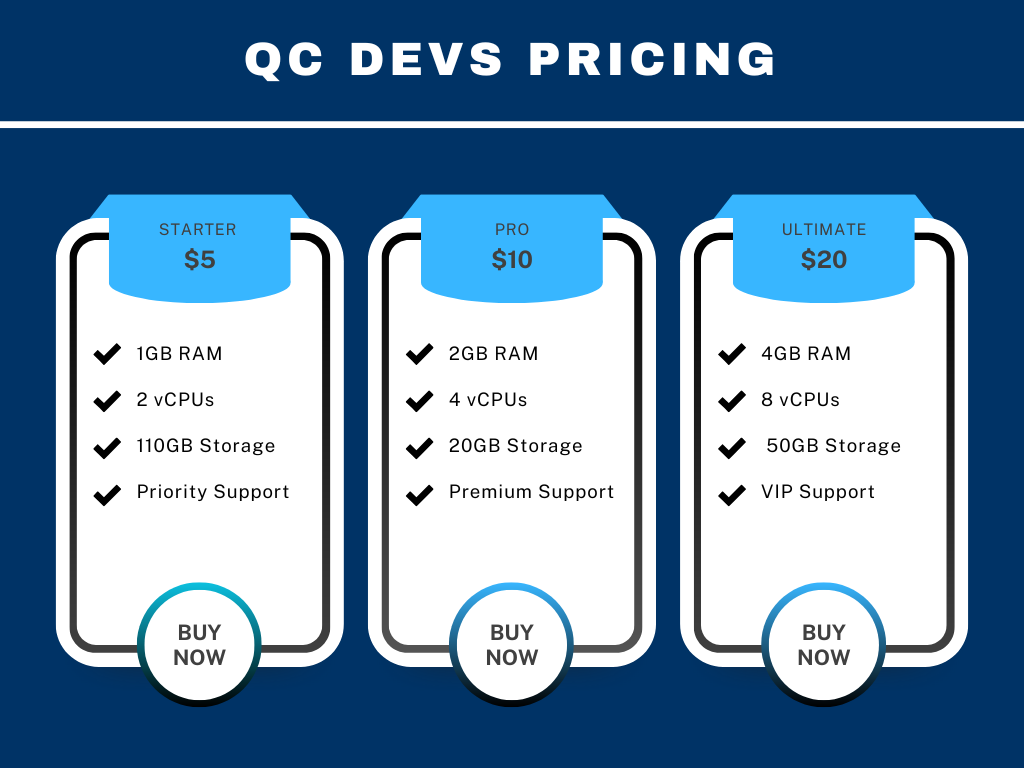 QC DEVS PRICING
STARTER
$5
1GB RAM
2 vCPUs
110GB Storage
Priority Support
BUY
NOW
PRO
$10
2GB RAM
4 vCPUs
20GB Storage
Premium Support
BUY
NOW
ULTIMATE
$20
4GB RAM
8 vCPUs
50GB Storage
VIP Support
BUY
NOW